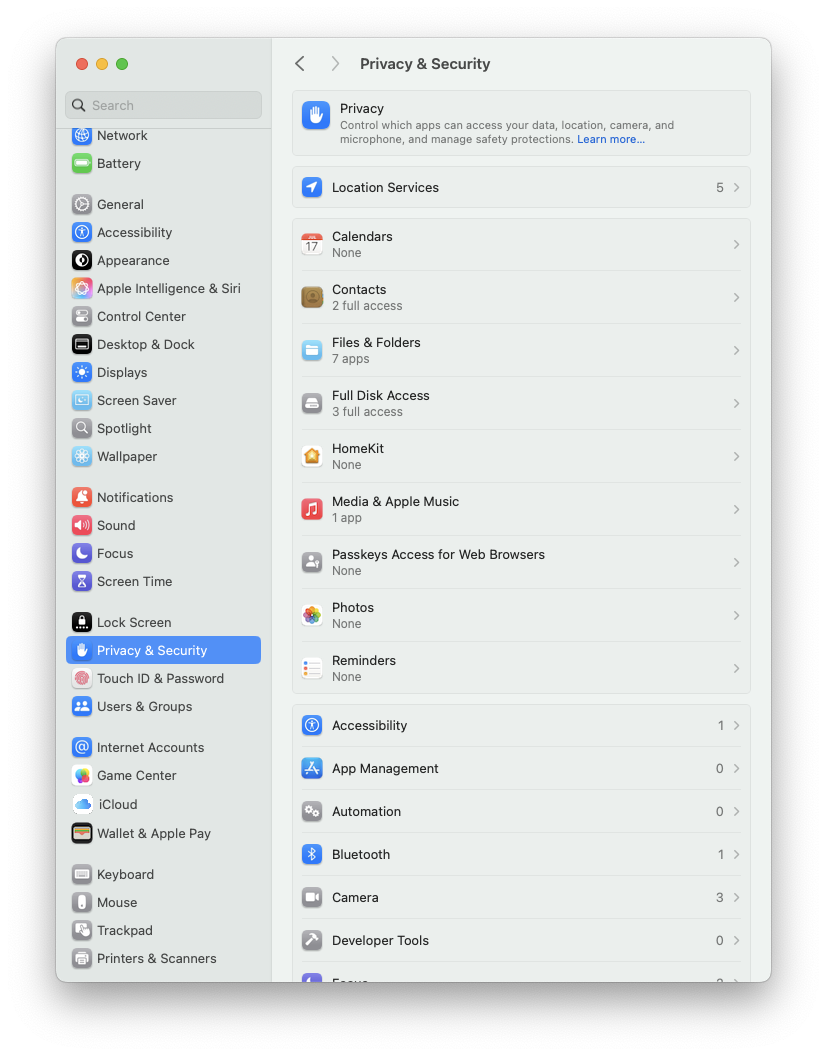 Privacy & Security
Search
Network
Battery
General
Accessibility
Appearance
Apple Intelligence & Siri
Control Center
Desktop & Dock
Displays
Screen Saver
Spotlight
Wallpaper
Notifications
Sound
Focus
Screen Time
Lock Screen
Privacy & Security
Touch ID & Password
Users & Groups
Internet Accounts
Game Center
iCloud
Wallet & Apple Pay
Keyboard
Mouse
Trackpad
Printers & Scanners
Privacy
Control which apps can access your data, location, camera, and
microphone, and manage safety protections. Learn more...
Location Services 5
17
Calendars
None
Contacts
2 full access
Files & Folders
7 apps
Full Disk Access
3 full access
HomeKit
None
Media & Apple Music
1 app
Passkeys Access for Web Browsers
None
Photos
None
Reminders
None
Accessibility 1
App Management 0
Automation 0
Bluetooth 1
Camera 3
Developer Tools 0
Focus